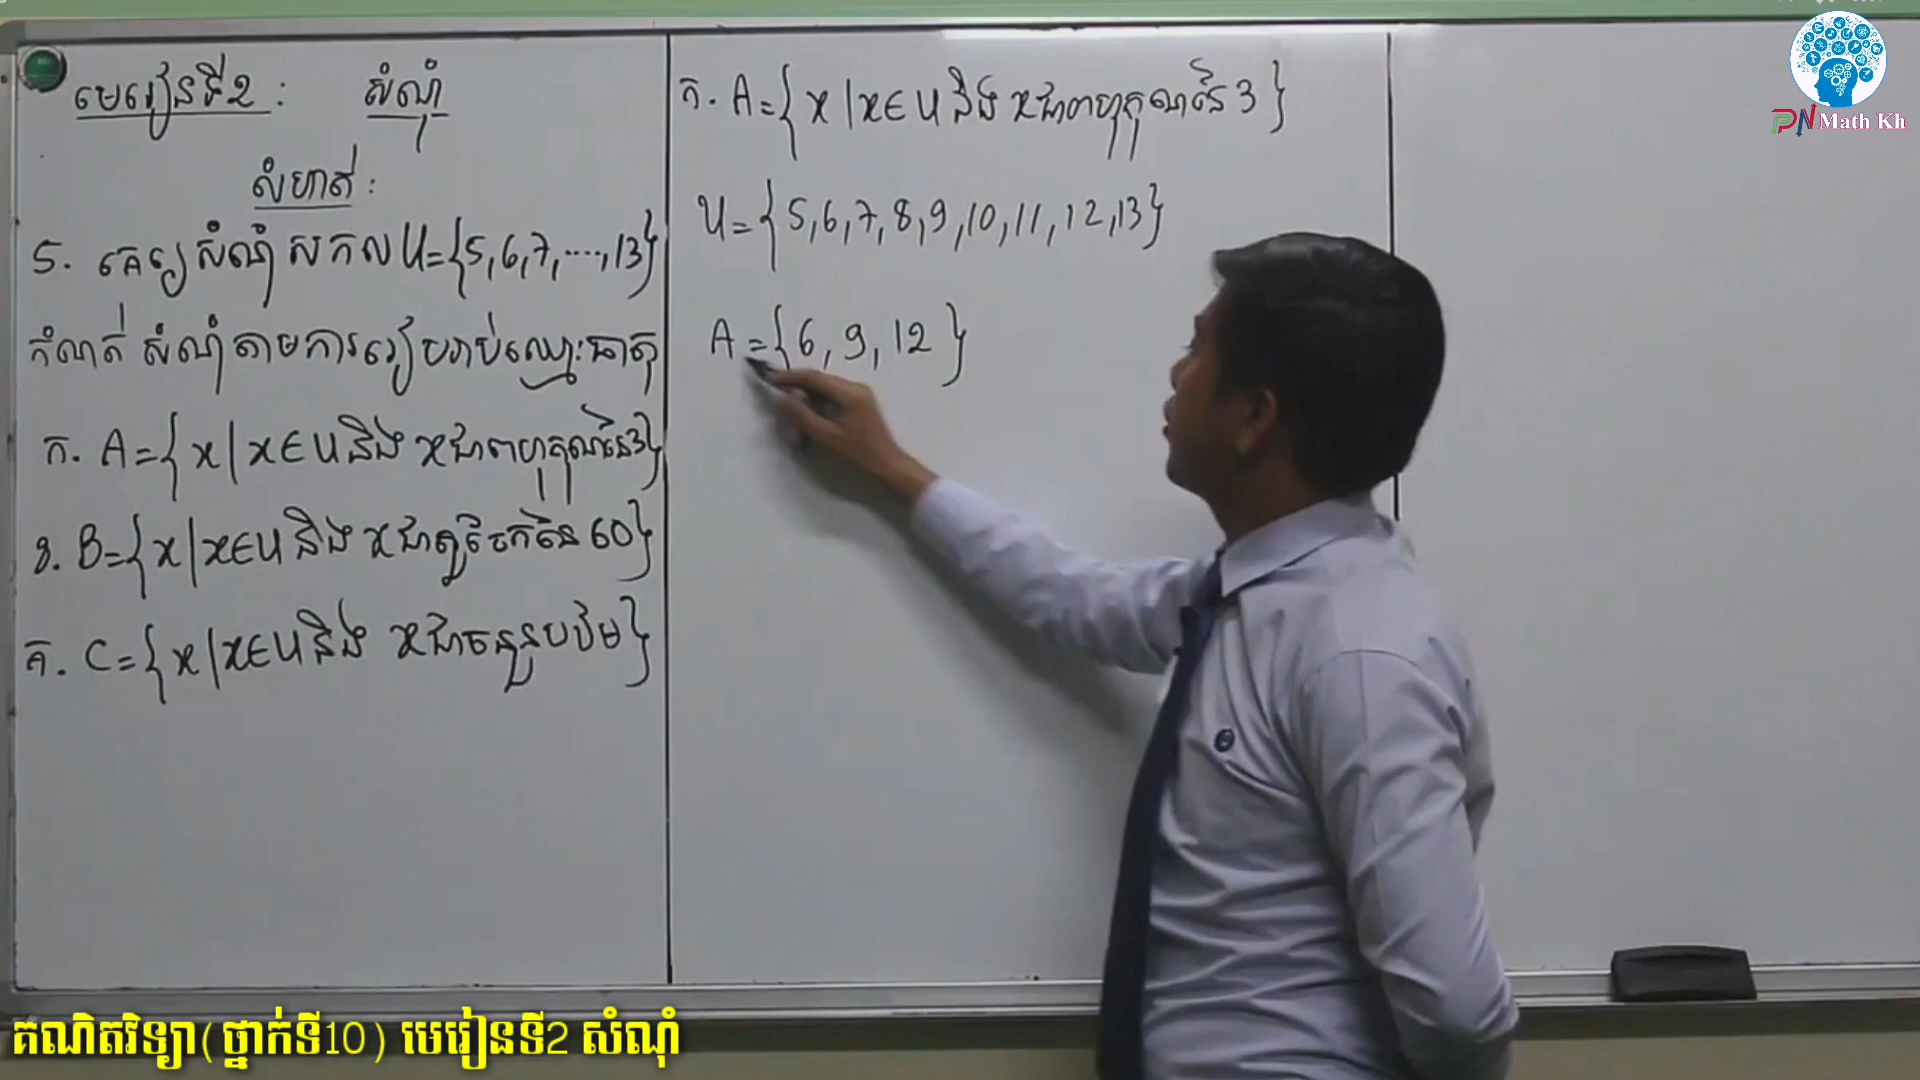 មេរៀនទី2 : សំណុំ
លំហាត់ :
5. គេឲ្យសំណុំសកល U={5,6,7,....,13}
កំណត់សំណុំតាមការរៀបរាប់ឈ្មោះធាតុ
ក. A={x|x∈U និង x ជាពហុគុណនៃ3}
ខ. B={x|x∈U និង x ជាតួចែកនៃ 60}
គ. C={x|x∈U និង x ជាចំនួនបឋម}
ក. A={x|x∈U និង x ជាពហុគុណនៃ 3}
U={5,6,7,8,9,10,11,12,13}
A={6,9,12}
PN Math Kh
គណិតវិទ្យា(ថ្នាក់ទី10) មេរៀនទី2 សំណុំ